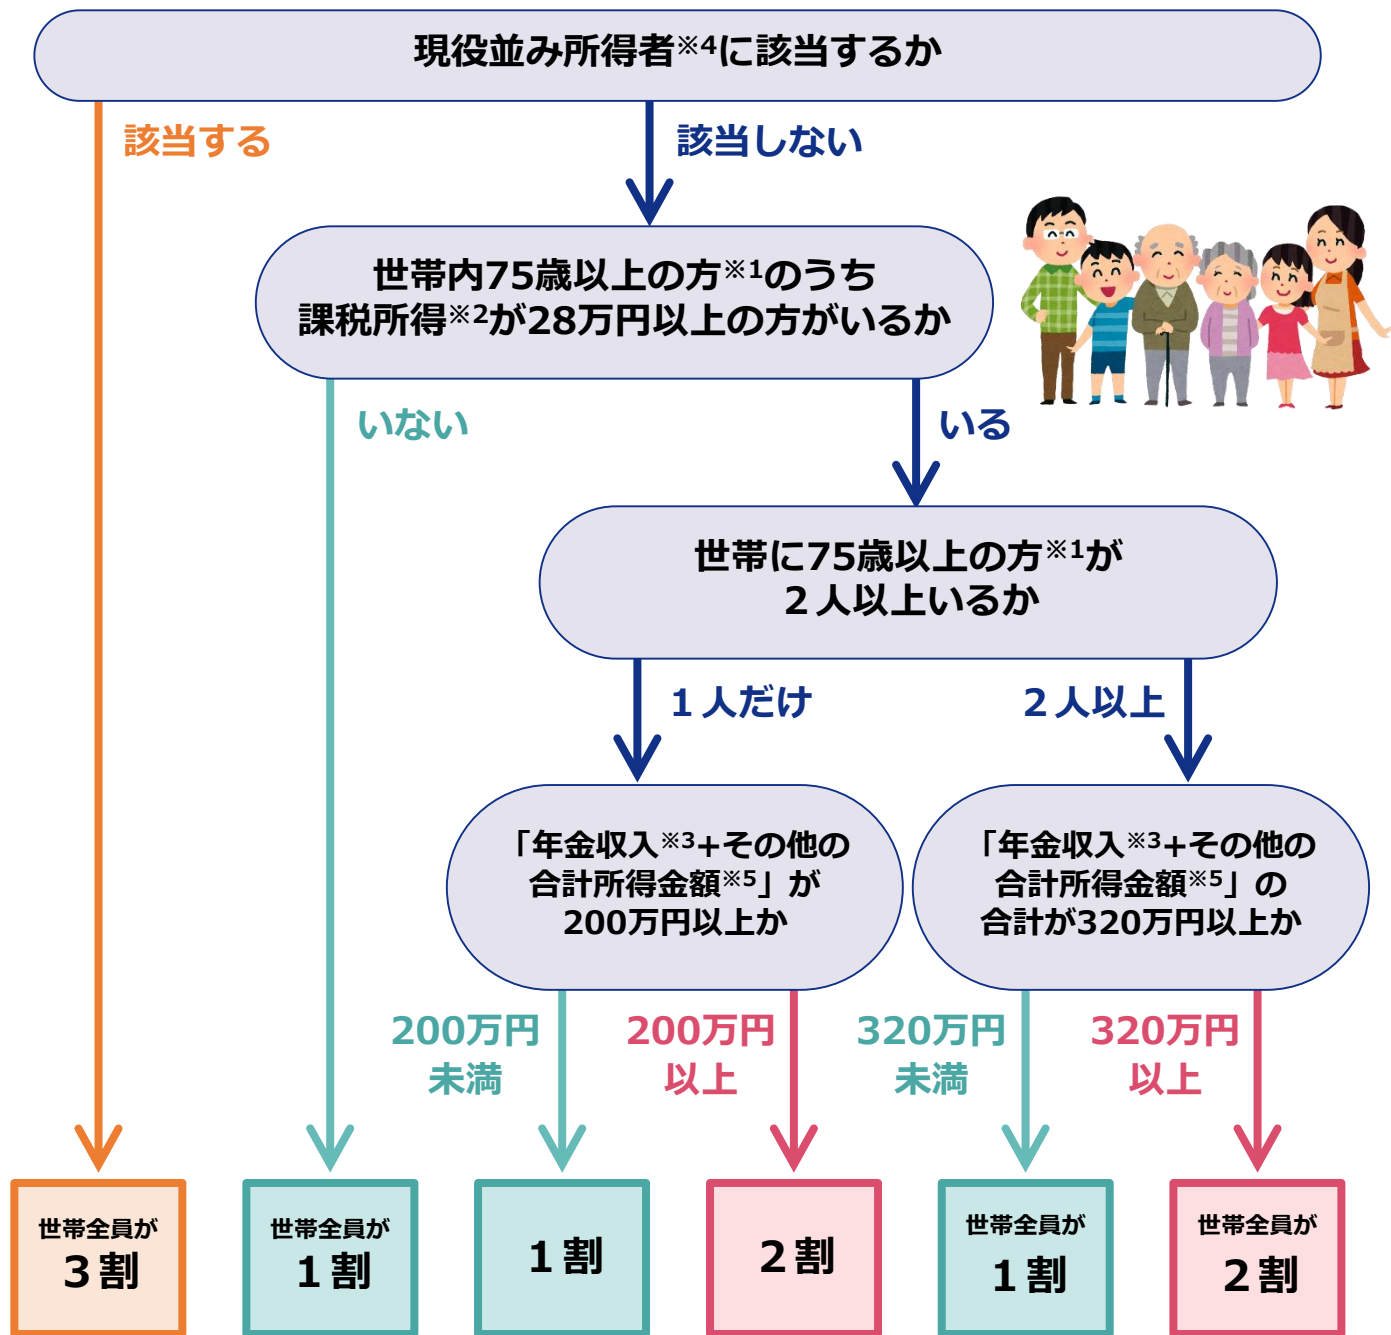 現役並み所得者※4に該当するか
該当する
該当しない
世帯内75歳以上の方※1のうち
課税所得※2が28万円以上の方がいるか
いない
いる
世帯に75歳以上の方※1が
２人以上いるか
１人だけ
２人以上
「年金収入※3+その他の
合計所得金額※5」が
200万円以上か
「年金収入※3+その他の
合計所得金額※5」の
合計が320万円以上か
200万円
未満
200万円
以上
320万円
未満
320万円
以上
世帯全員が
３割
世帯全員が
１割
１割
２割
世帯全員が
１割
世帯全員が
２割